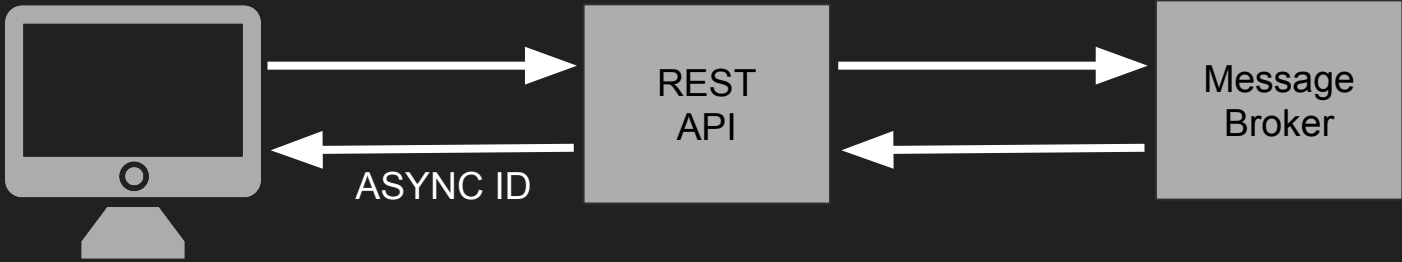 REST
API
Message
Broker
ASYNC ID